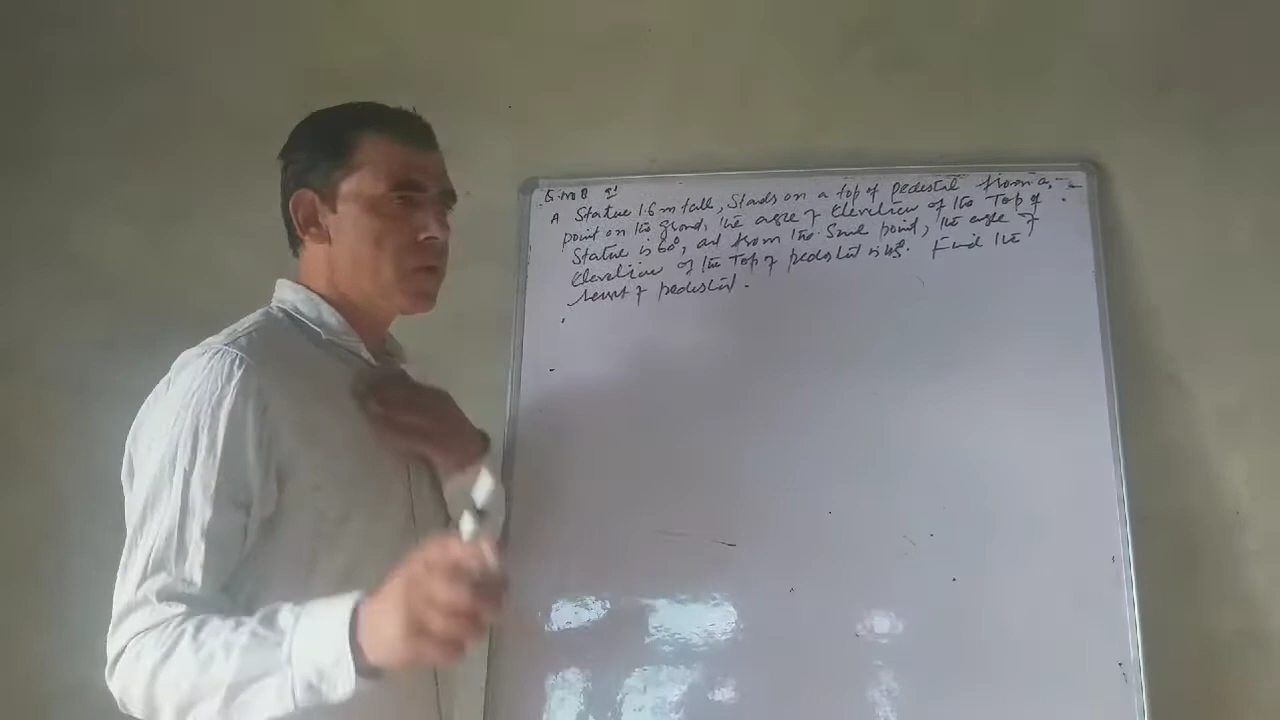 Q.No 8 9.1
A Statue 1.6 m tall, Stands on a top of pedestal from a
point on the ground, the angle of Elevation of the Top of
Statue is 60°, and from the Same point, the angle of
Elevation of the Top of pedestal is 45°. Find the
height of pedestal.